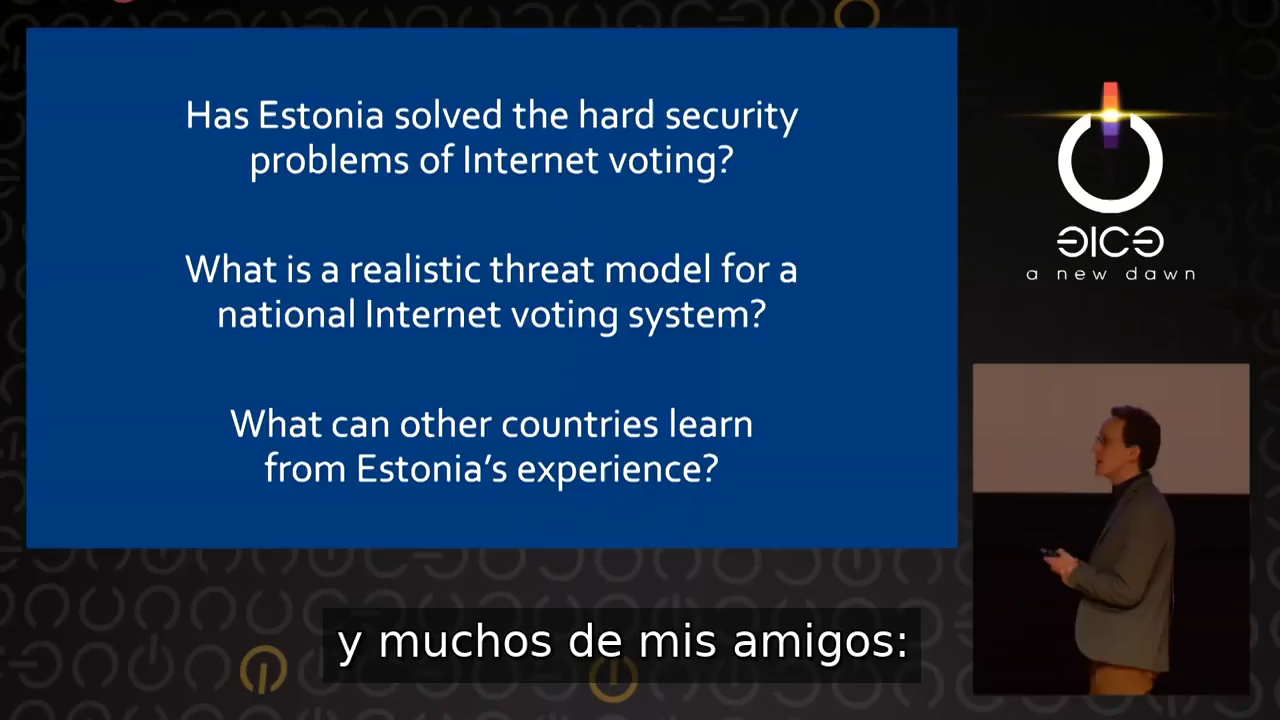 Has Estonia solved the hard security
problems of Internet voting?
What is a realistic threat model for a
national Internet voting system?
What can other countries learn
from Estonia's experience?
a new dawn
y muchos de mis amigos: